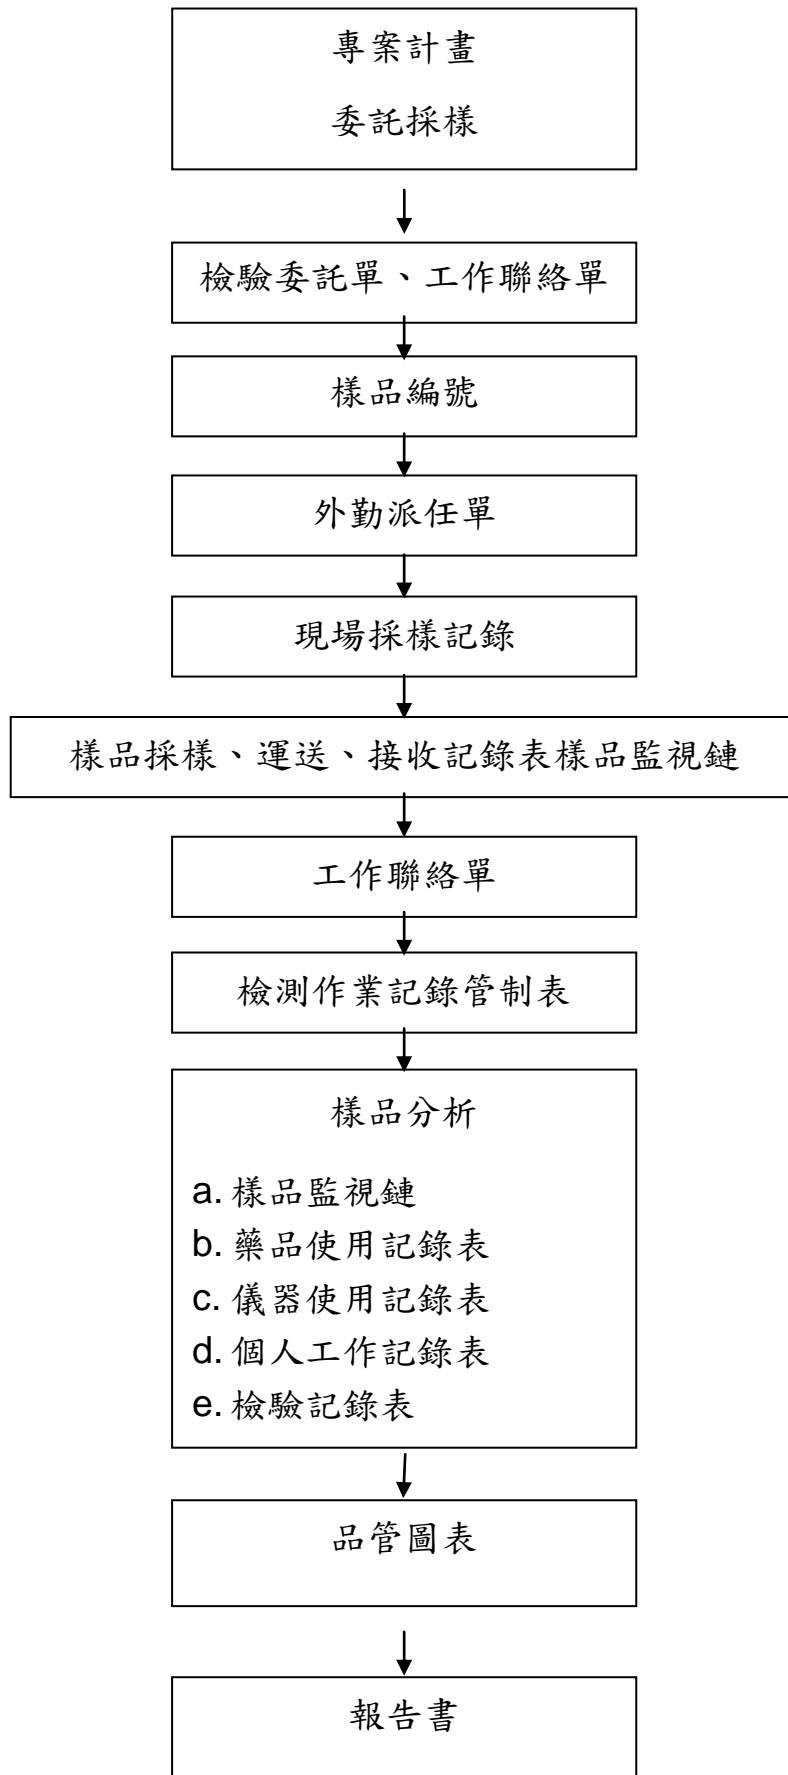 專案計畫
委託採樣
檢驗委託單、工作聯絡單
樣品編號
外勤派任單
現場採樣記錄
樣品採樣、運送、接收記錄表樣品監視鏈
工作聯絡單
檢測作業記錄管制表
樣品分析
a. 樣品監視鏈
b. 藥品使用記錄表
c. 儀器使用記錄表
d. 個人工作記錄表
e. 檢驗記錄表
品管圖表
報告書